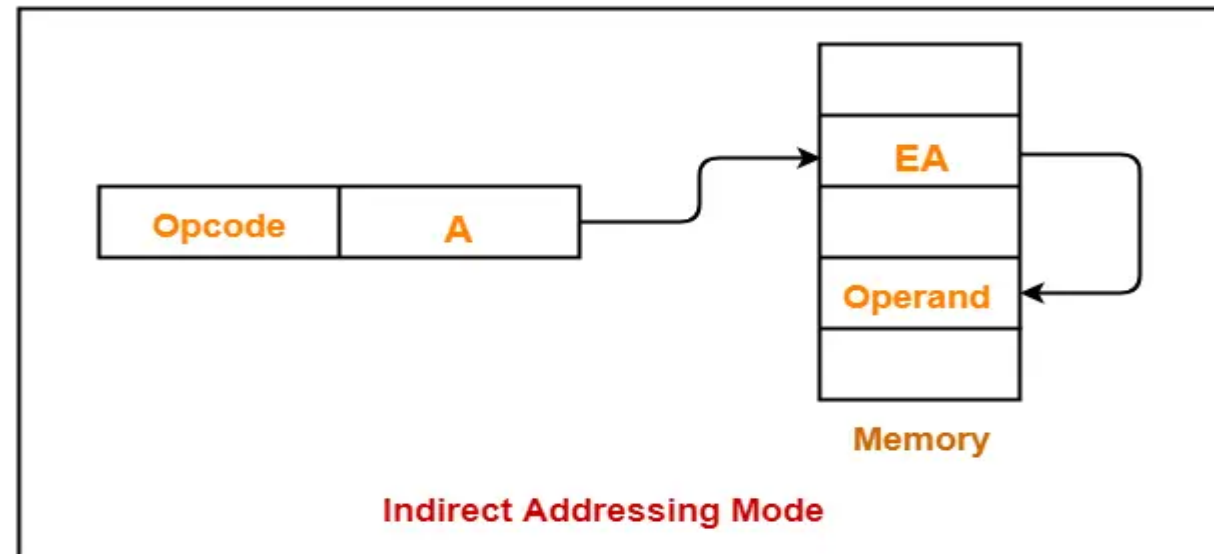 EA
Opcode A
Operand
Memory
Indirect Addressing Mode